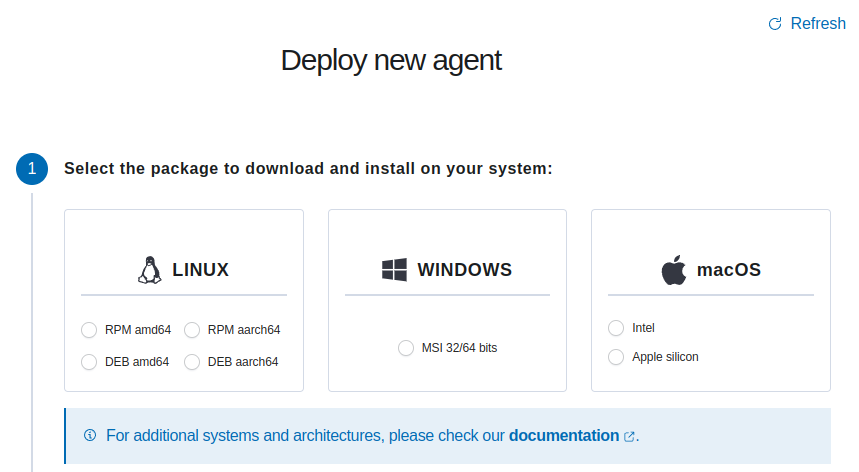 Refresh
Deploy new agent
1 Select the package to download and install on your system:
LINUX
RPM amd64 RPM aarch64
DEB amd64 DEB aarch64
WINDOWS
MSI 32/64 bits
macOS
Intel
Apple silicon
For additional systems and architectures, please check our documentation.